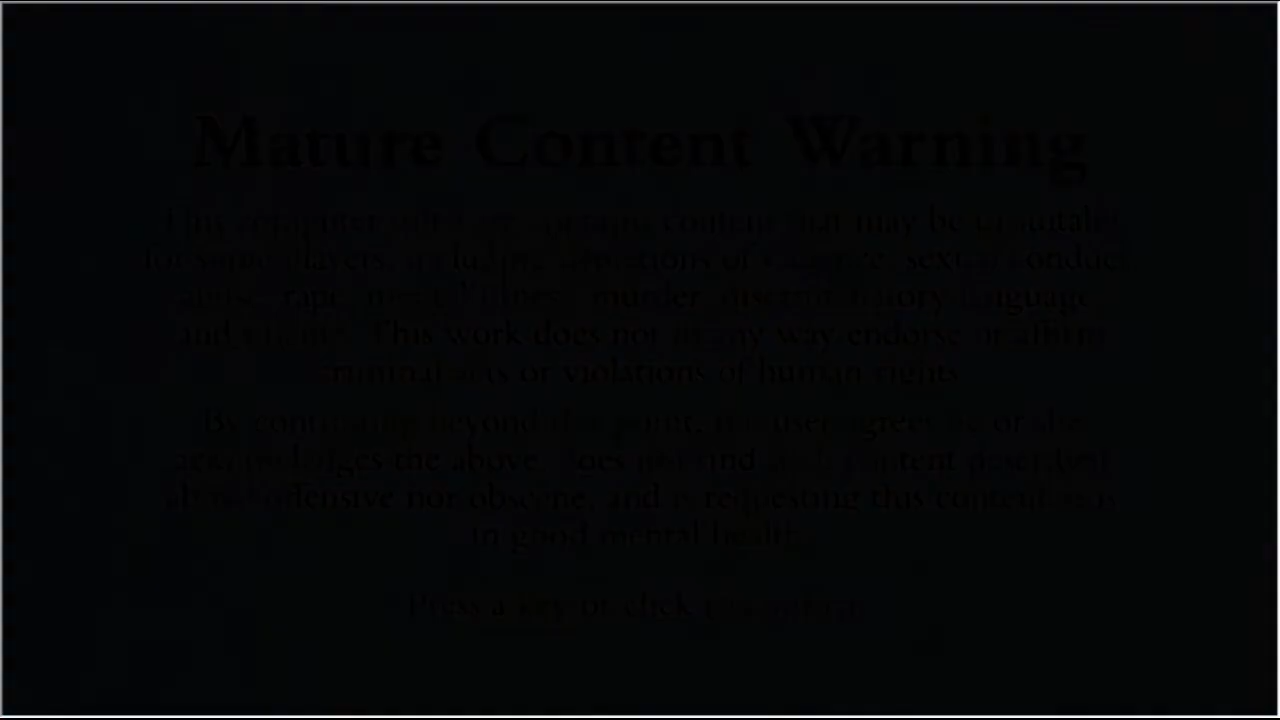 Mature Content Warning
This computer software contains content that may be unsuitable
for some players, including depictions of violence, sexual conduct,
abuse, rape, mental illness, murder, discriminatory language,
and suicide. This work does not in any way endorse or affirm
criminal acts or violations of human rights.
By continuing beyond this point, the user agrees he or she
acknowledges the above, does not find such content described
above offensive nor obscene, and is requesting this content
in good mental health.
Press a key or click to continue